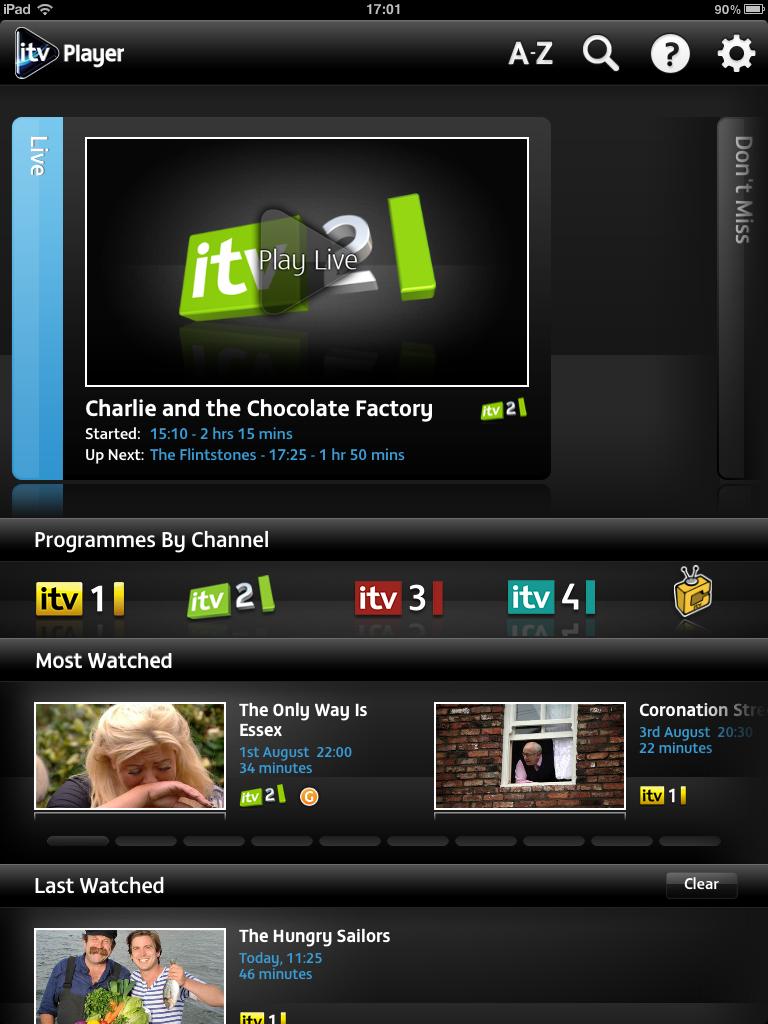 iPad 17:01 90%
itv Player A-Z ?
Live
Don't Miss
itv 2
Play Live
Charlie and the Chocolate Factory itv 2
Started: 15:10 - 2 hrs 15 mins
Up Next: The Flintstones - 17:25 - 1 hr 50 mins
Programmes By Channel
itv 1 itv 2 itv 3 itv 4 C
Most Watched
The Only Way Is
Essex
1st August 22:00
34 minutes
itv 2 G
Coronation Stre
3rd August 20:30
22 minutes
itv 1
Last Watched Clear
The Hungry Sailors
Today, 11:25
46 minutes
itv 1